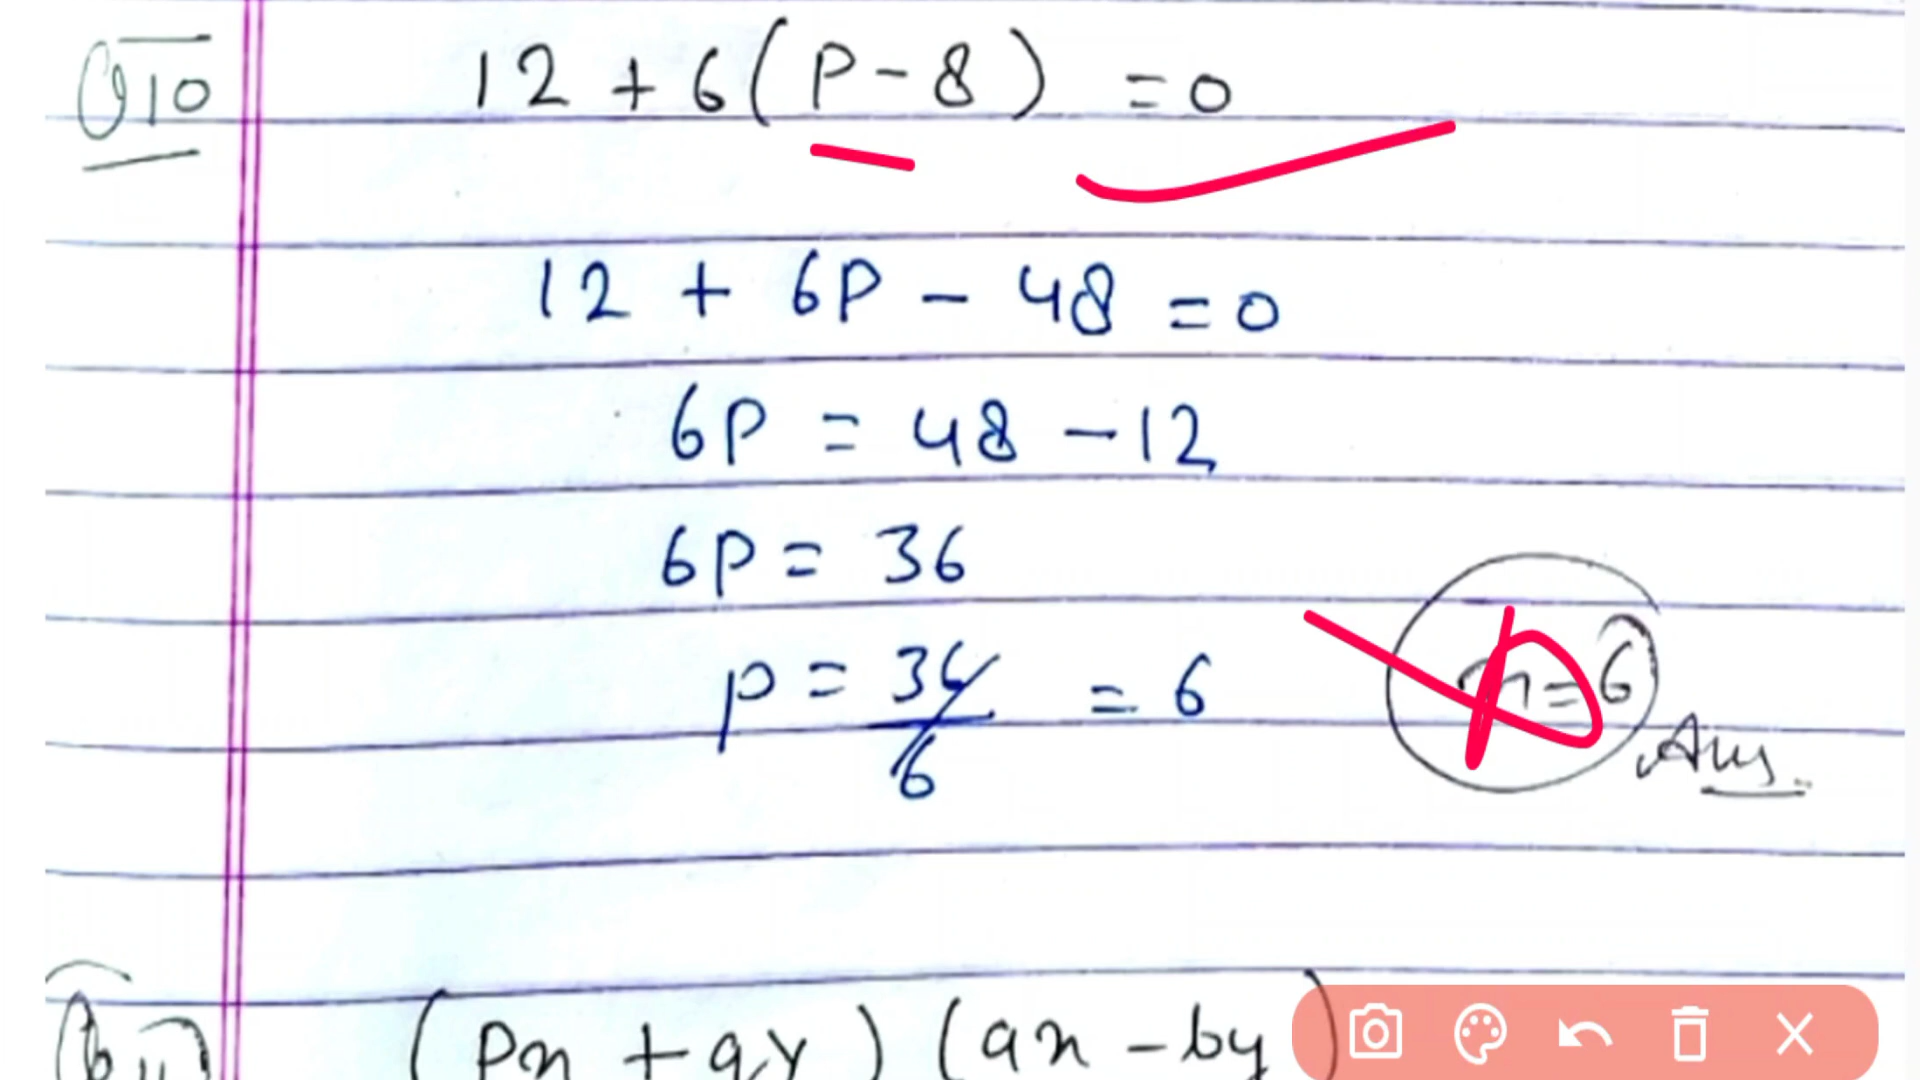 Q10 12 + 6(P - 8) = 0
12 + 6P - 48 = 0
6P = 48 - 12
6P = 36
p = 36/6 = 6
n = 6 Ans.
(px + qy) (ax - by)